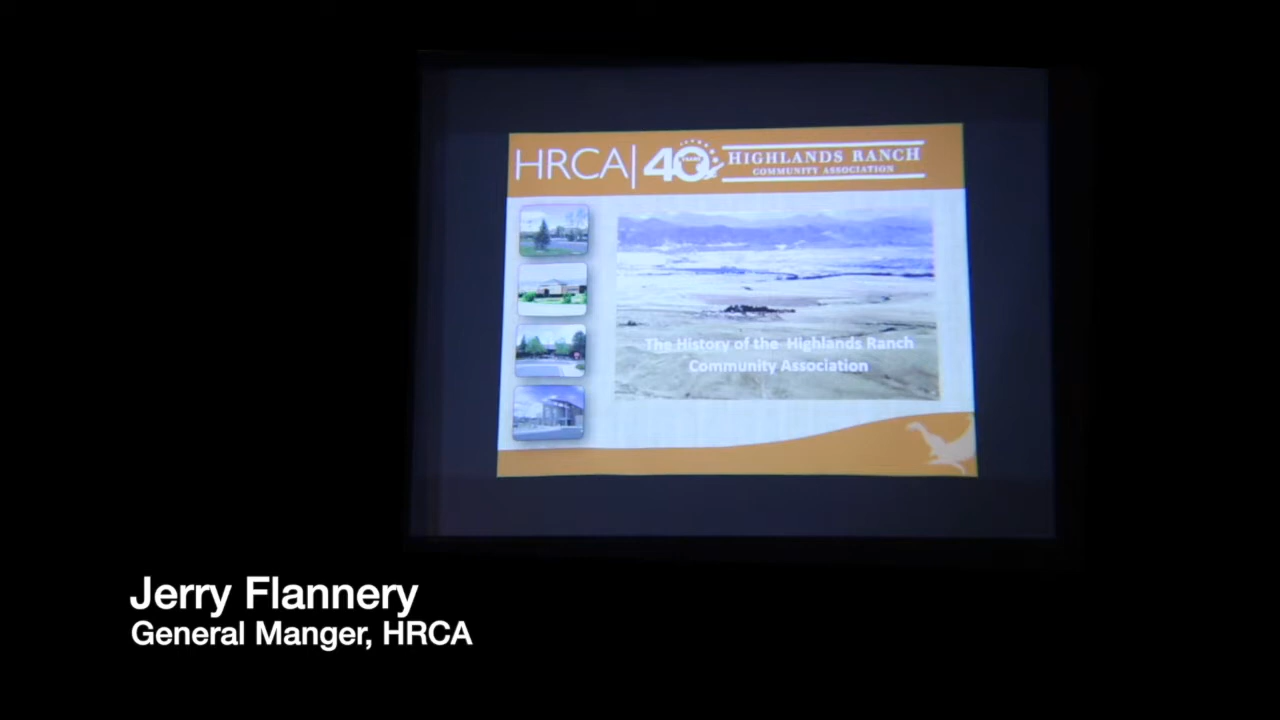 HRCA
40 YEARS
HIGHLANDS RANCH
COMMUNITY ASSOCIATION
The History of the Highlands Ranch
Community Association
Jerry Flannery
General Manger, HRCA